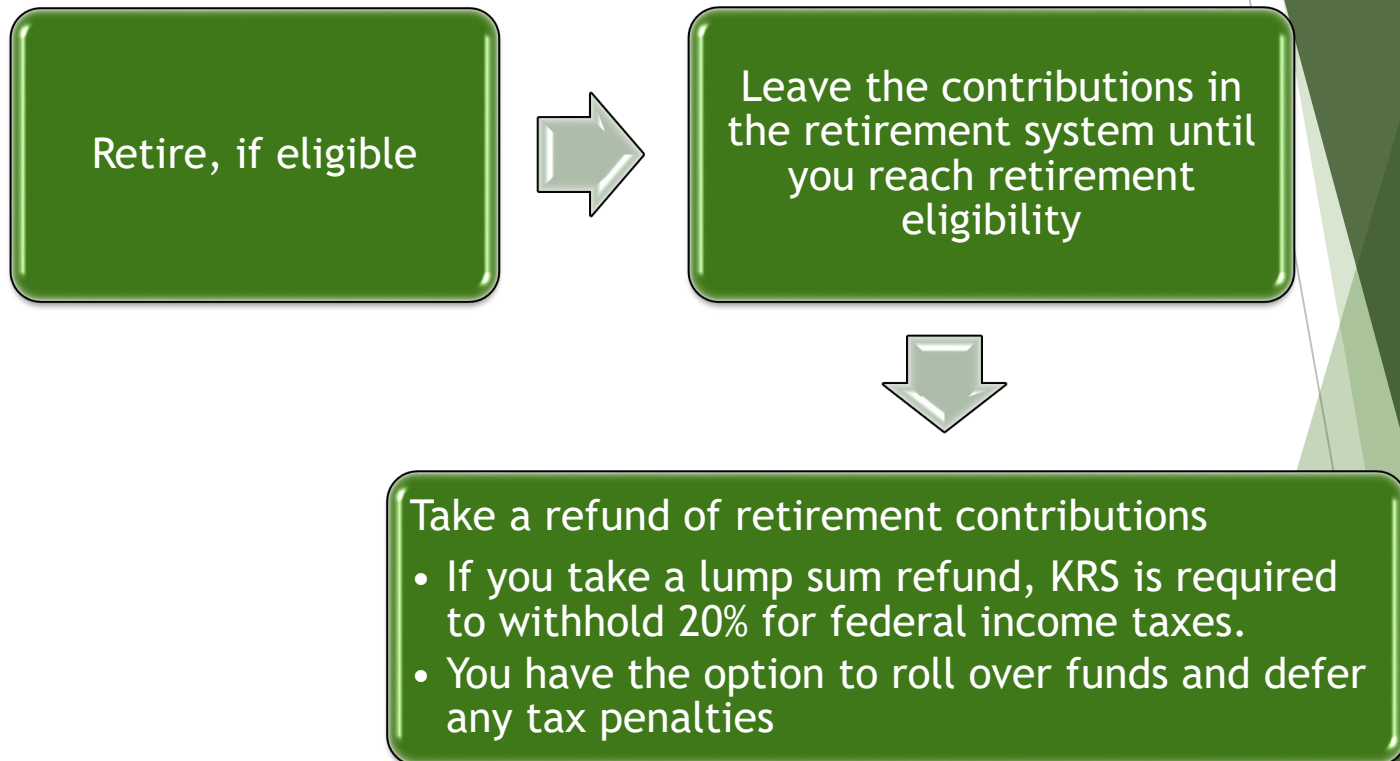 Retire, if eligible
Leave the contributions in
the retirement system until
you reach retirement
eligibility
Take a refund of retirement contributions
• If you take a lump sum refund, KRS is required
to withhold 20% for federal income taxes.
• You have the option to roll over funds and defer
any tax penalties